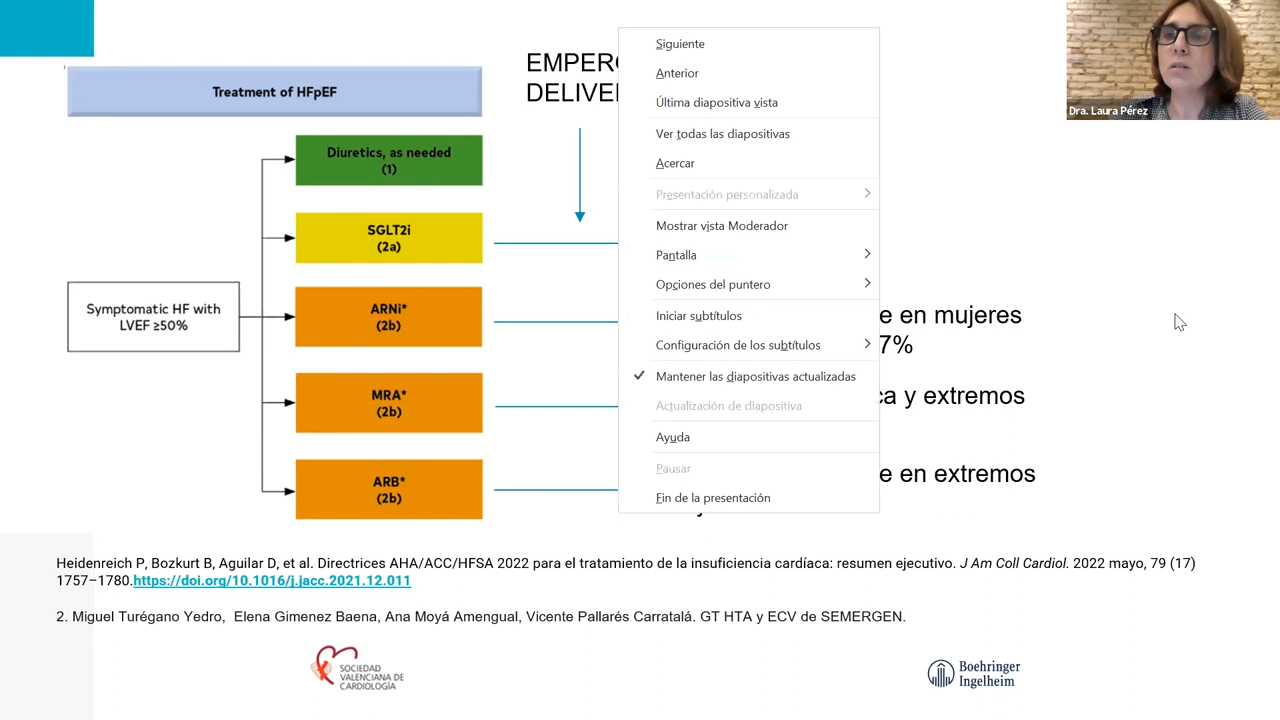 EMPER
DELIVE
Treatment of HFpEF
Diuretics, as needed
(1)
SGLT2i
(2a)
ARNi*
(2b)
MRA*
(2b)
ARB*
(2b)
Symptomatic HF with
LVEF ≥50%
Siguiente
Anterior
Última diapositiva vista
Ver todas las diapositivas
Acercar
Presentación personalizada
Mostrar vista Moderador
Pantalla
Opciones del puntero
Iniciar subtítulos
Configuración de los subtítulos
Mantener las diapositivas actualizadas
Actualización de diapositiva
Ayuda
Pausar
Fin de la presentación
e en mujeres
7%
ca y extremos
e en extremos
Dra. Laura Pérez
Heidenreich P, Bozkurt B, Aguilar D, et al. Directrices AHA/ACC/HFSA 2022 para el tratamiento de la insuficiencia cardíaca: resumen ejecutivo. J Am Coll Cardiol. 2022 mayo, 79 (17)
1757–1780.https://doi.org/10.1016/j.jacc.2021.12.011
2. Miguel Turégano Yedro, Elena Gimenez Baena, Ana Moyá Amengual, Vicente Pallarés Carratalá. GT HTA y ECV de SEMERGEN.
SOCIEDAD
VALENCIANA DE
CARDIOLOGÍA
Boehringer
Ingelheim